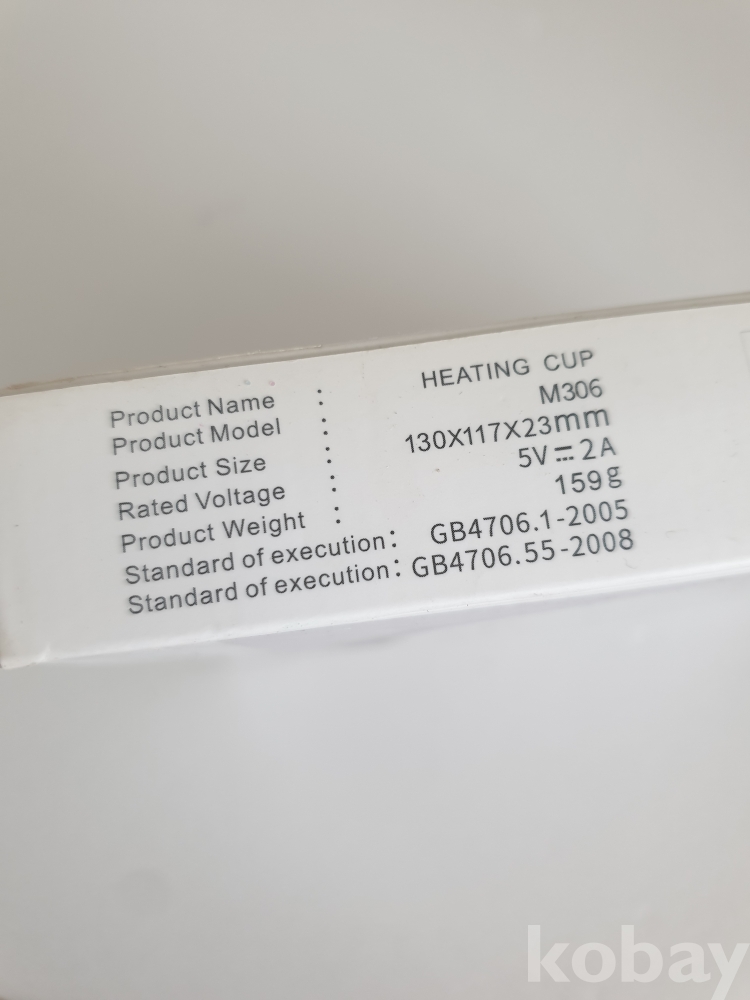 Product Name : HEATING CUP
Product Model : M306
Product Size : 130X117X23mm
Rated Voltage : 5V⎓2A
Product Weight : 159g
Standard of execution: GB4706.1-2005
Standard of execution: GB4706.55-2008
kobay